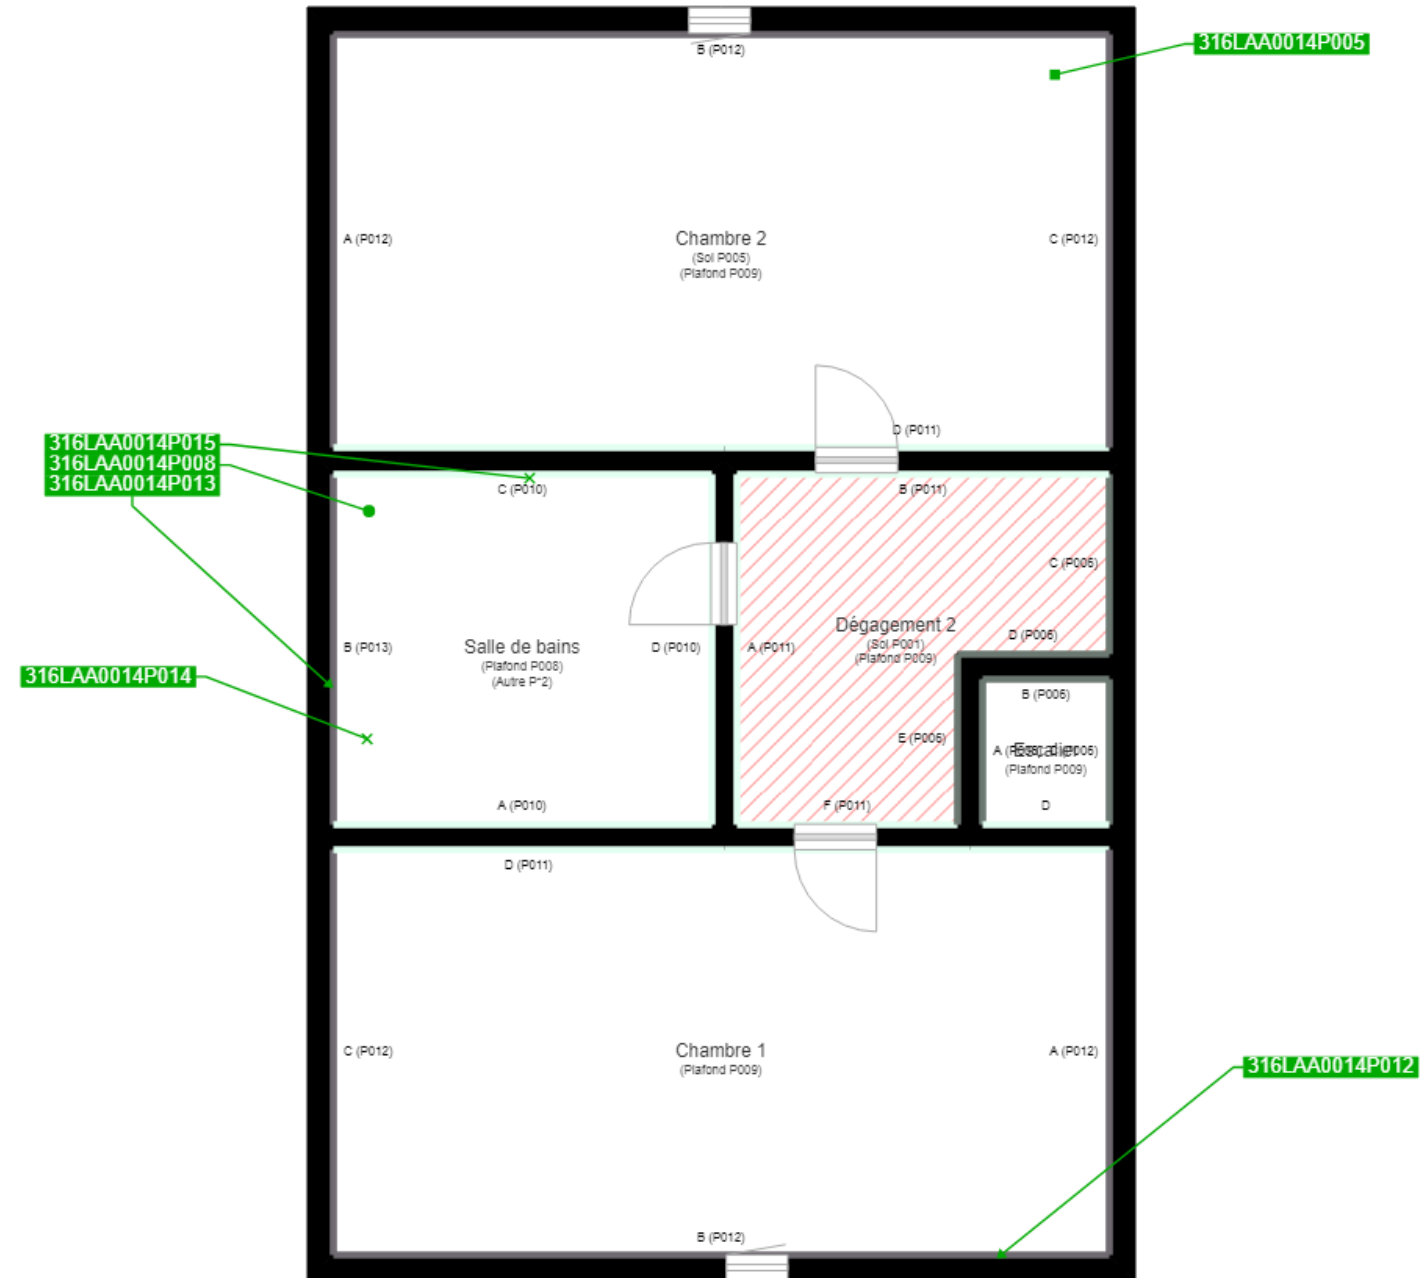 B (P012)
316LAA0014P005
A (P012)
Chambre 2
(Sol P005)
(Plafond P009)
C (P012)
D (P011)
316LAA0014P015
316LAA0014P008
316LAA0014P013
C (P010)
B (P011)
C (P006)
Dégagement 2
(Sol P001)
(Plafond P009)
D (P006)
B (P013)
Salle de bains
(Plafond P008)
(Autre P*2)
D (P010)
A (P011)
316LAA0014P014
B (P006)
E (P006)
Escalier
(Plafond P009)
A (P010)
F (P011)
D
D (P011)
C (P012)
Chambre 1
(Plafond P009)
A (P012)
316LAA0014P012
B (P012)